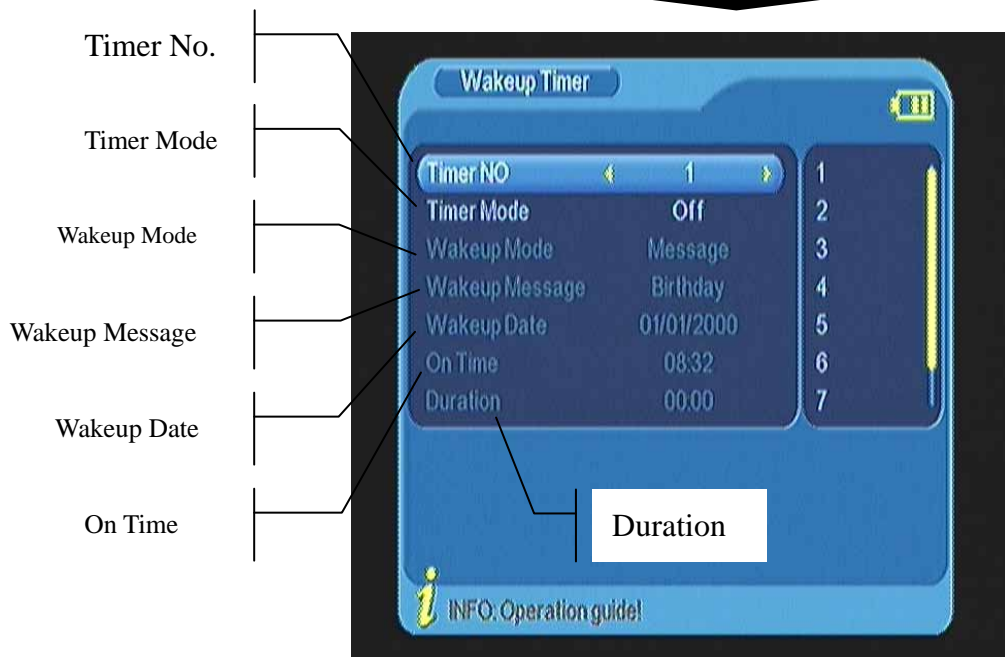 Timer No.
Timer Mode
Wakeup Mode
Wakeup Message
Wakeup Date
On Time
Wakeup Timer
Timer NO 1
Timer Mode Off
Wakeup Mode Message
Wakeup Message Birthday
Wakeup Date 01/01/2000
On Time 08:32
Duration 00:00
1
2
3
4
5
6
7
Duration
INFO: Operation guide!